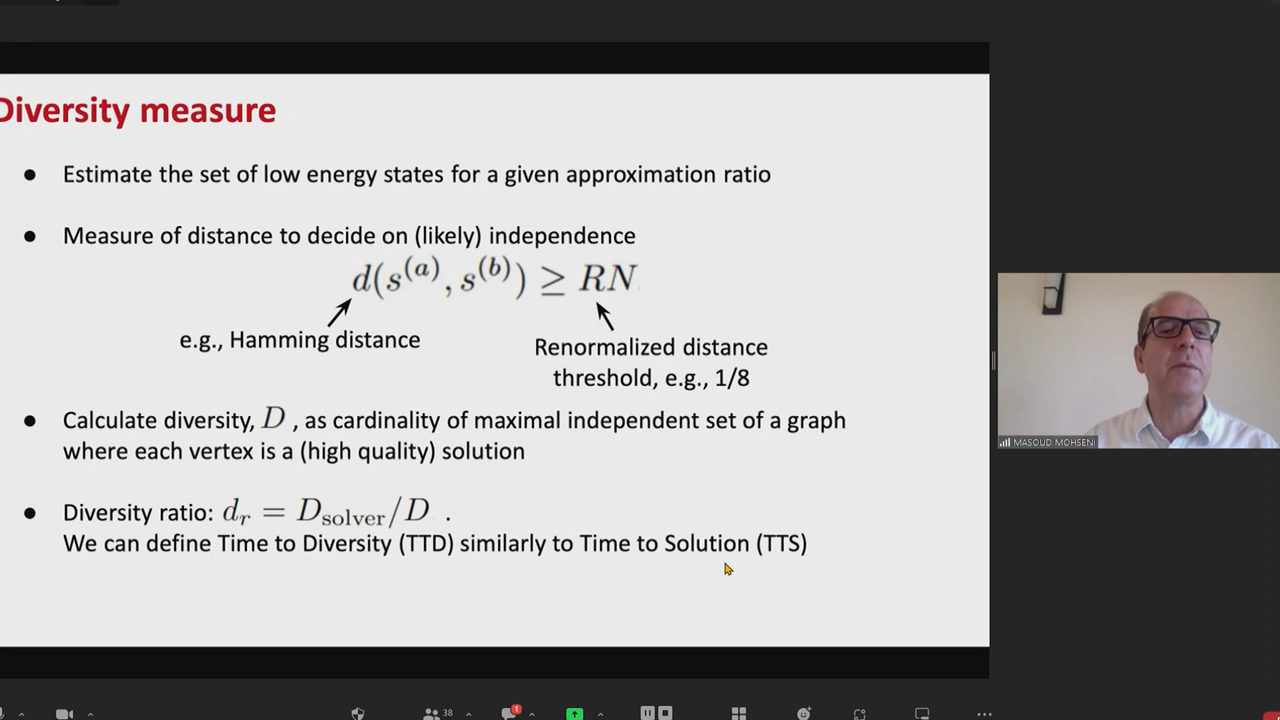 Diversity measure
● Estimate the set of low energy states for a given approximation ratio
● Measure of distance to decide on (likely) independence
d(s^(a), s^(b)) ≥ RN
e.g., Hamming distance
Renormalized distance
threshold, e.g., 1/8
● Calculate diversity, D , as cardinality of maximal independent set of a graph
where each vertex is a (high quality) solution
● Diversity ratio: d_r = D_solver/D .
We can define Time to Diversity (TTD) similarly to Time to Solution (TTS)
MASOUD MOHSENI
38
1